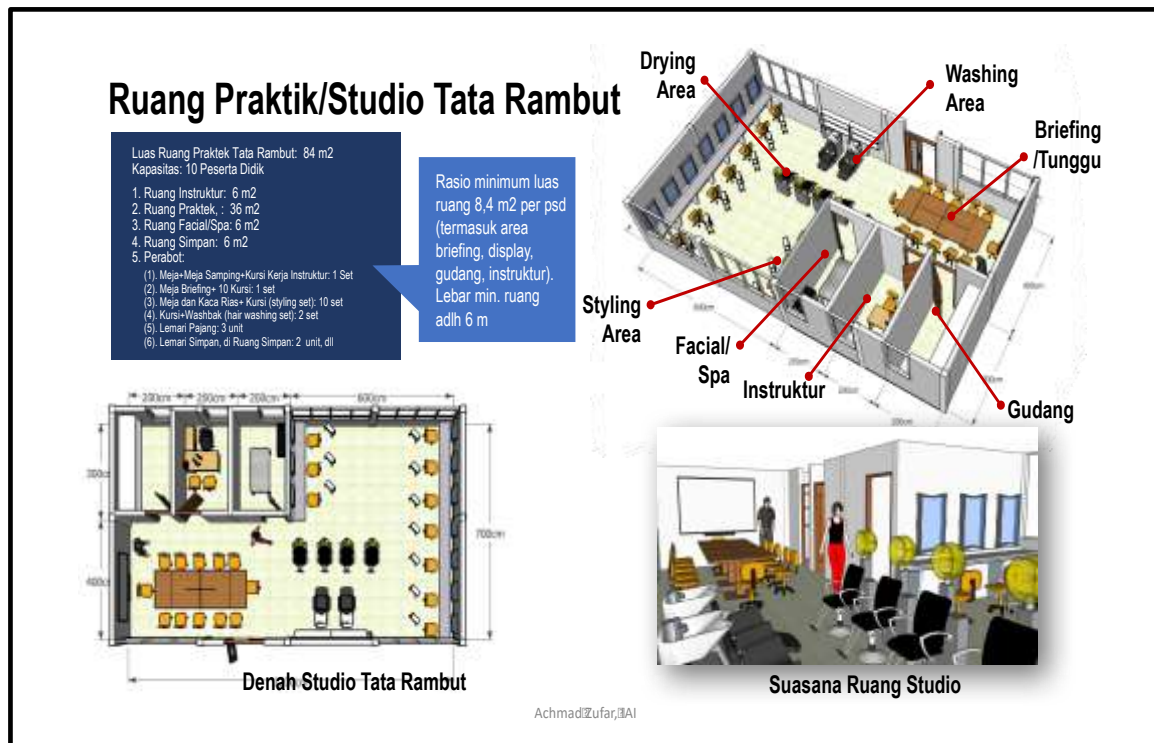 Ruang Praktik/Studio Tata Rambut
Luas Ruang Praktek Tata Rambut: 84 m2
Kapasitas: 10 Peserta Didik
1. Ruang Instruktur: 6 m2
2. Ruang Praktek, : 36 m2
3. Ruang Facial/Spa: 6 m2
4. Ruang Simpan: 6 m2
5. Perabot:
(1). Meja+Meja Samping+Kursi Kerja Instruktur: 1 Set
(2). Meja Briefing+ 10 Kursi: 1 set
(3). Meja dan Kaca Rias+ Kursi (styling set): 10 set
(4). Kursi+Washbak (hair washing set): 2 set
(5). Lemari Pajang: 3 unit
(6). Lemari Simpan, di Ruang Simpan: 2 unit, dll
Rasio minimum luas
ruang 8,4 m2 per psd
(termasuk area
briefing, display,
gudang, instruktur).
Lebar min. ruang
adlh 6 m
Drying
Area
Washing
Area
Briefing
/Tunggu
Styling
Area
Facial/
Spa
Instruktur
Gudang
200cm 200cm 200cm 600cm
300cm
700cm
400cm
Denah Studio Tata Rambut
Suasana Ruang Studio
Achmad Zufar, IAI